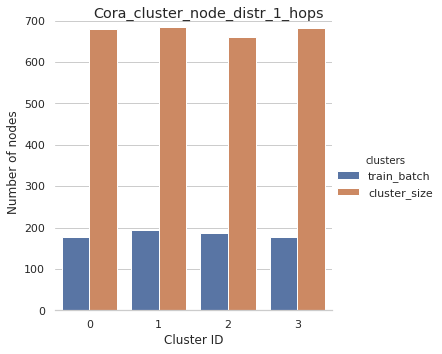 Cora_cluster_node_distr_1_hops
700
600
500
400
300
200
100
0
Number of nodes
0 1 2 3
Cluster ID
clusters
train_batch
cluster_size